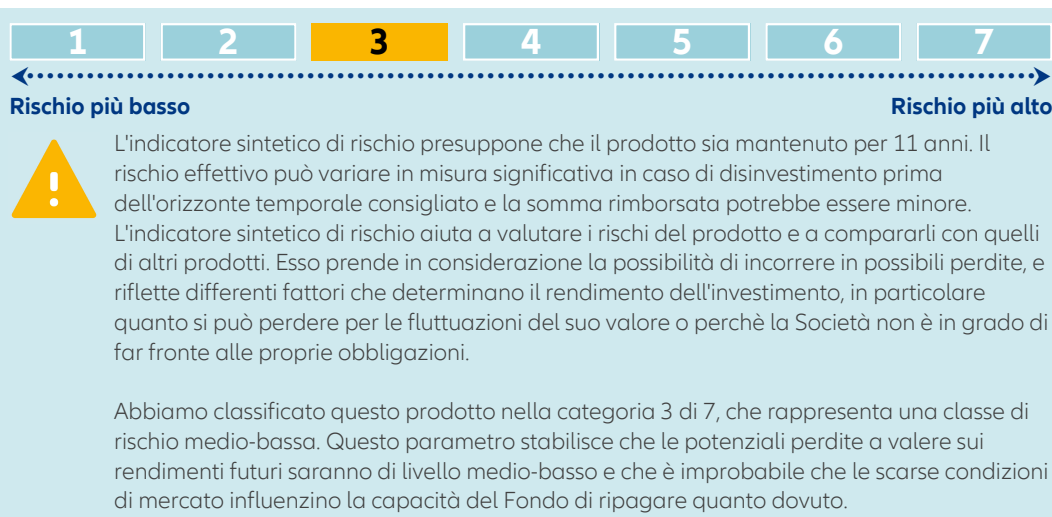 1 2 3 4 5 6 7
Rischio più basso Rischio più alto
L'indicatore sintetico di rischio presuppone che il prodotto sia mantenuto per 11 anni. Il
rischio effettivo può variare in misura significativa in caso di disinvestimento prima
dell'orizzonte temporale consigliato e la somma rimborsata potrebbe essere minore.
L'indicatore sintetico di rischio aiuta a valutare i rischi del prodotto e a compararli con quelli
di altri prodotti. Esso prende in considerazione la possibilità di incorrere in possibili perdite, e
riflette differenti fattori che determinano il rendimento dell'investimento, in particolare
quanto si può perdere per le fluttuazioni del suo valore o perchè la Società non è in grado di
far fronte alle proprie obbligazioni.
Abbiamo classificato questo prodotto nella categoria 3 di 7, che rappresenta una classe di
rischio medio-bassa. Questo parametro stabilisce che le potenziali perdite a valere sui
rendimenti futuri saranno di livello medio-basso e che è improbabile che le scarse condizioni
di mercato influenzino la capacità del Fondo di ripagare quanto dovuto.